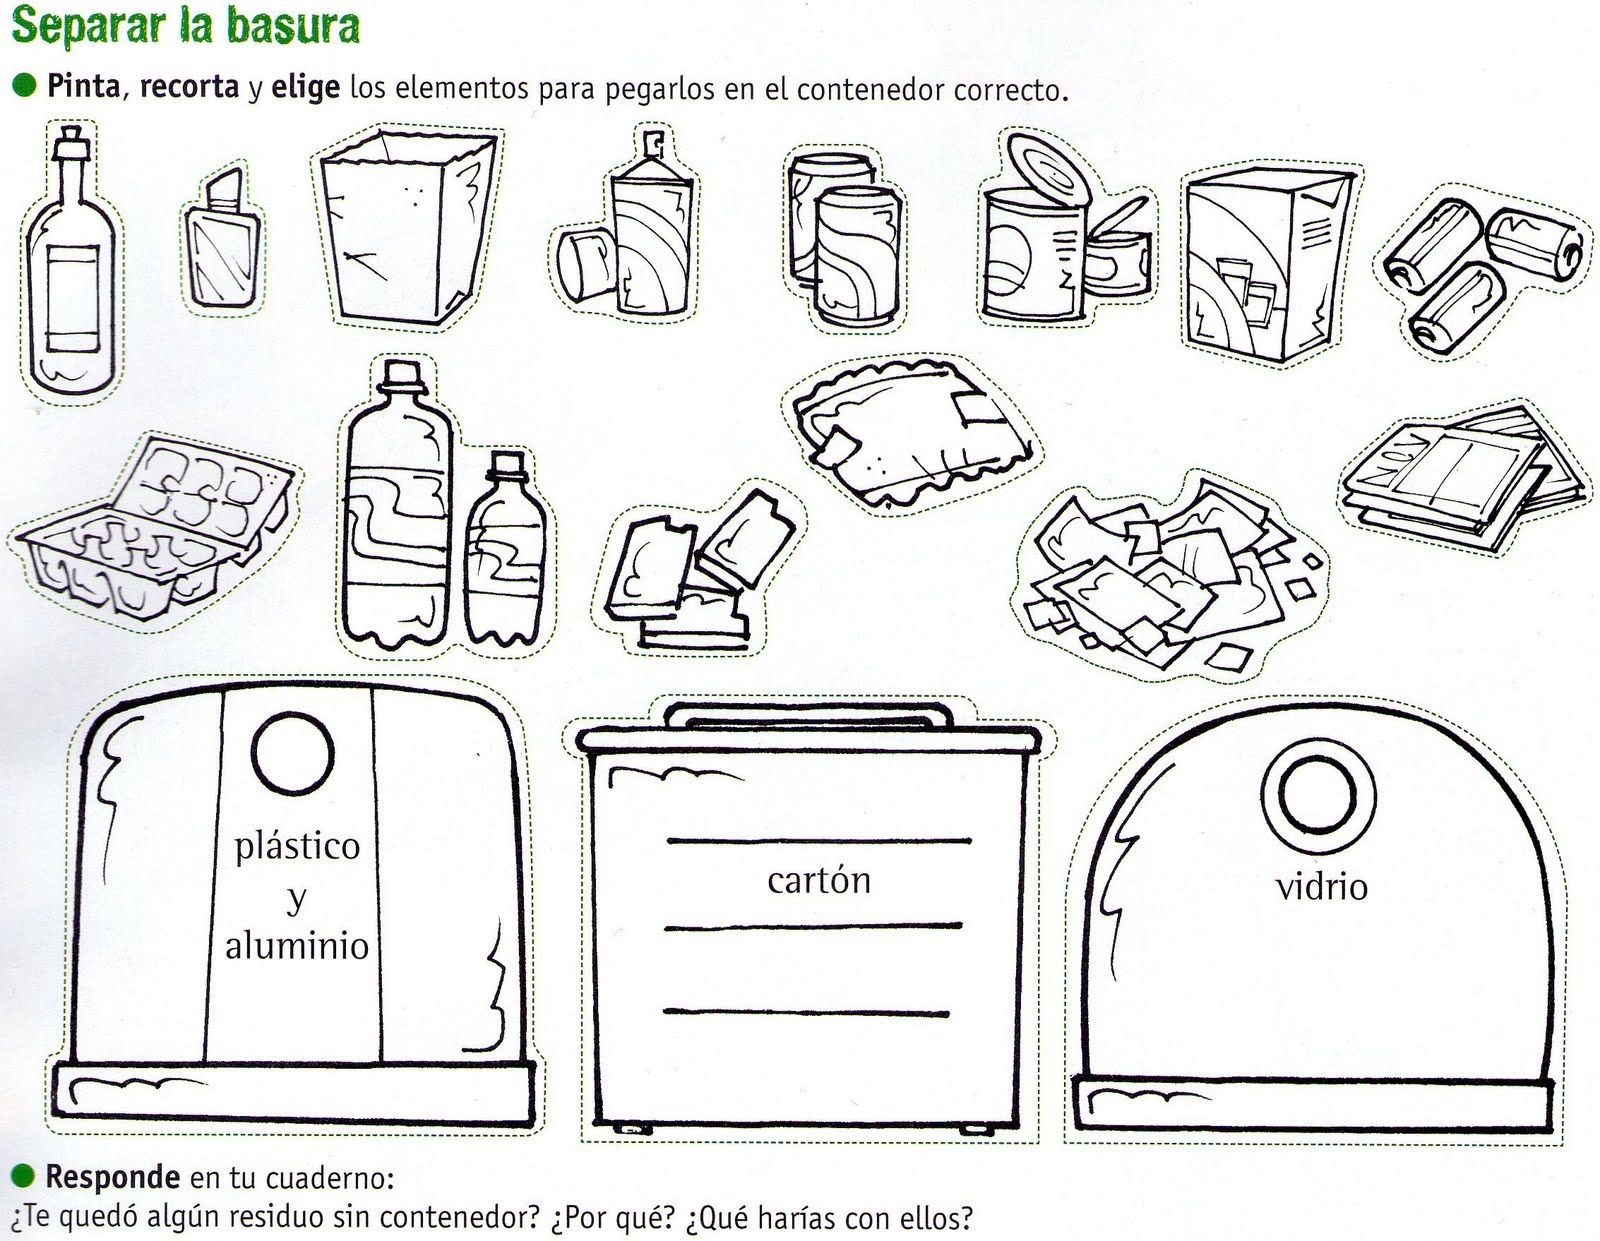 Separar la basura
Pinta, recorta y elige los elementos para pegarlos en el contenedor correcto.
plástico
y
aluminio
cartón
vidrio
Responde en tu cuaderno:
¿Te quedó algún residuo sin contenedor? ¿Por qué? ¿Qué harías con ellos?